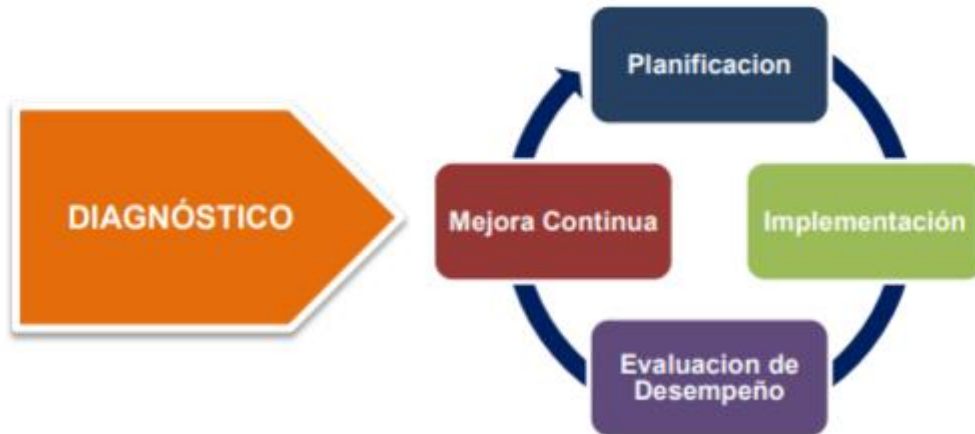 DIAGNÓSTICO
Planificacion
Implementación
Evaluacion de
Desempeño
Mejora Continua